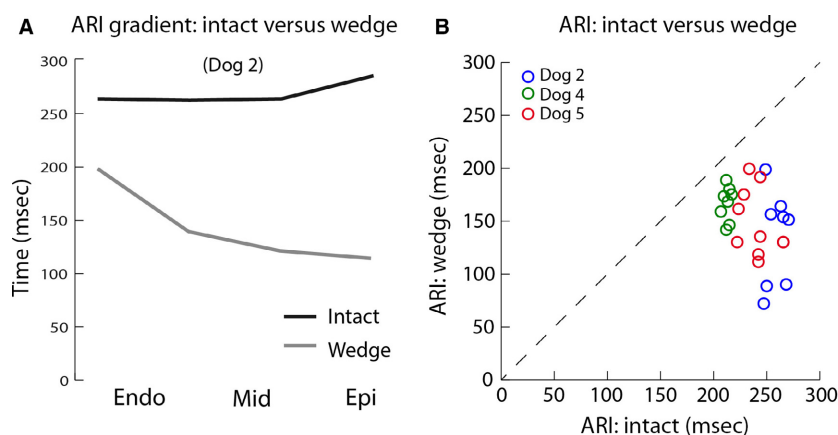 A ARI gradient: intact versus wedge
(Dog 2)
300
250
200
150
100
50
0
Time (msec)
Intact
Wedge
Endo Mid Epi
B ARI: intact versus wedge
Dog 2
Dog 4
Dog 5
300
250
200
150
100
50
0
ARI: wedge (msec)
0 50 100 150 200 250 300
ARI: intact (msec)